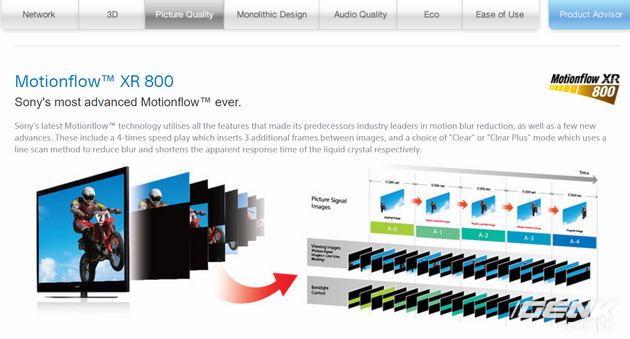 Network 3D Picture Quality Monolithic Design Audio Quality Eco Ease of Use Product Advisor
Motionflow™ XR 800
Motionflow XR
800
Sony's most advanced Motionflow™ ever.
Sony's latest Motionflow™ technology utilises all the features that made its predecessors industry leaders in motion blur reduction, as well as a few new
advances. These include a 4-times speed play which inserts 3 additional frames between images, and a choice of "Clear" or "Clear Plus" mode which uses a
line scan method to reduce blur and shortens the apparent response time of the liquid crystal respectively.
Time
Picture Signal
Images
A-0 A-1 A-2 A-3 A-4
Viewing Images
Backlight
Control
GENK